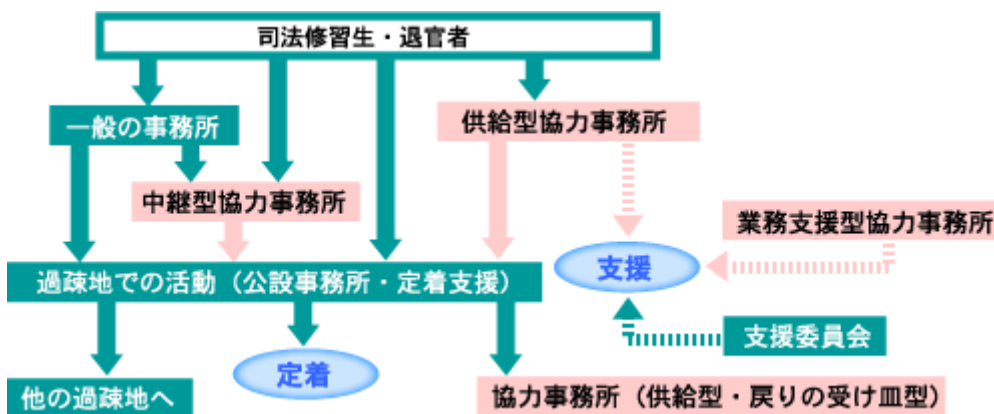 司法修習生・退官者
一般の事務所
供給型協力事務所
中継型協力事務所
業務支援型協力事務所
過疎地での活動（公設事務所・定着支援）
支援
支援委員会
定着
他の過疎地へ
協力事務所（供給型・戻りの受け皿型）